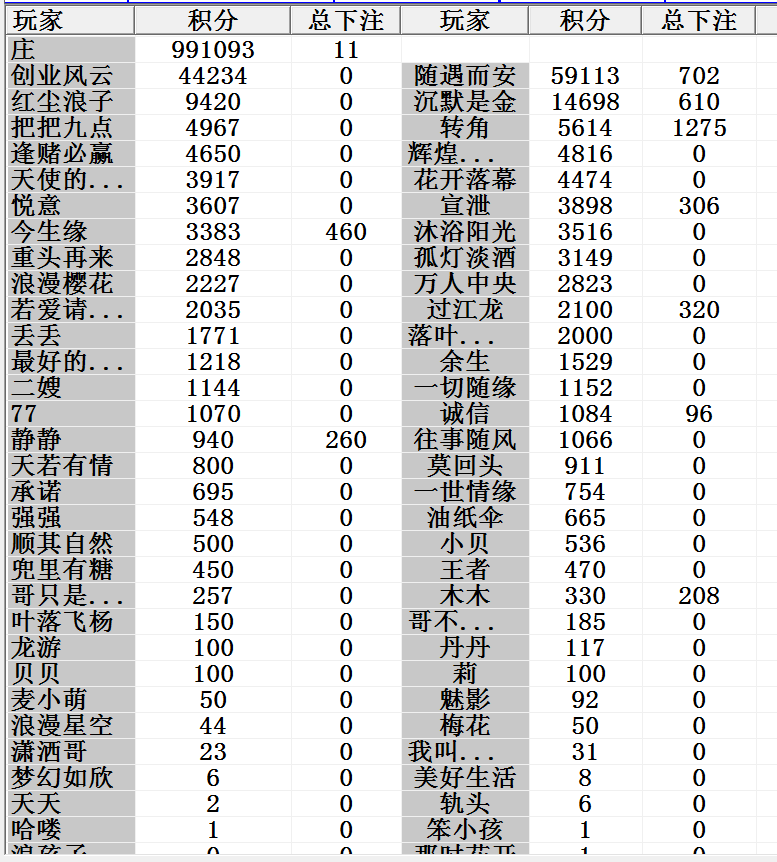 玩家 积分 总下注 玩家 积分 总下注
庄 991093 11
创业风云 44234 0 随遇而安 59113 702
红尘浪子 9420 0 沉默是金 14698 610
把把九点 4967 0 转角 5614 1275
逢赌必赢 4650 0 辉煌... 4816 0
天使的... 3917 0 花开落幕 4474 0
悦意 3607 0 宣泄 3898 306
今生缘 3383 460 沐浴阳光 3516 0
重头再来 2848 0 孤灯淡酒 3149 0
浪漫樱花 2227 0 万人中央 2823 0
若爱请... 2035 0 过江龙 2100 320
丢丢 1771 0 落叶... 2000 0
最好的... 1218 0 余生 1529 0
二嫂 1144 0 一切随缘 1152 0
77 1070 0 诚信 1084 96
静静 940 260 往事随风 1066 0
天若有情 800 0 莫回头 911 0
承诺 695 0 一世情缘 754 0
强强 548 0 油纸伞 665 0
顺其自然 500 0 小贝 536 0
兜里有糖 450 0 王者 470 0
哥只是... 257 0 木木 330 208
叶落飞杨 150 0 哥不... 185 0
龙游 100 0 丹丹 117 0
贝贝 100 0 莉 100 0
麦小萌 50 0 魅影 92 0
浪漫星空 44 0 梅花 50 0
潇洒哥 23 0 我叫... 31 0
梦幻如欣 6 0 美好生活 8 0
天天 2 0 轨头 6 0
哈喽 1 0 笨小孩 1 0